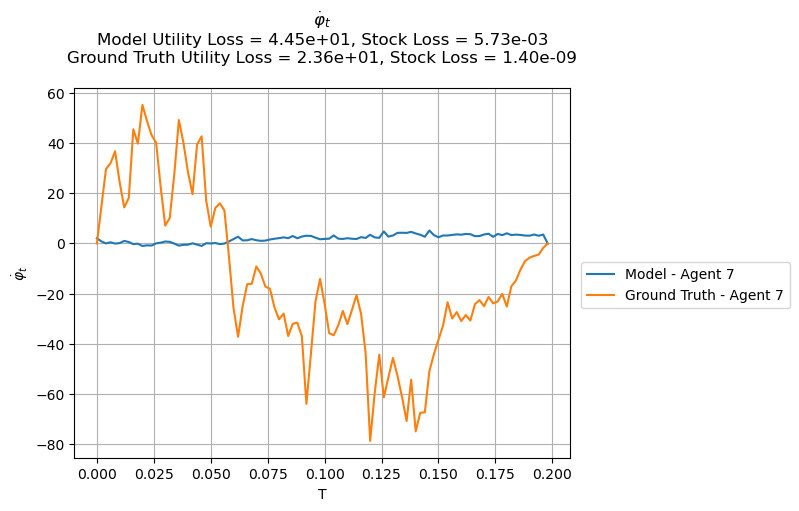 φ̇ₜ
Model Utility Loss = 4.45e+01, Stock Loss = 5.73e-03
Ground Truth Utility Loss = 2.36e+01, Stock Loss = 1.40e-09
60
40
20
0
−20
−40
−60
−80
φ̇ₜ
0.000 0.025 0.050 0.075 0.100 0.125 0.150 0.175 0.200
T
Model - Agent 7
Ground Truth - Agent 7